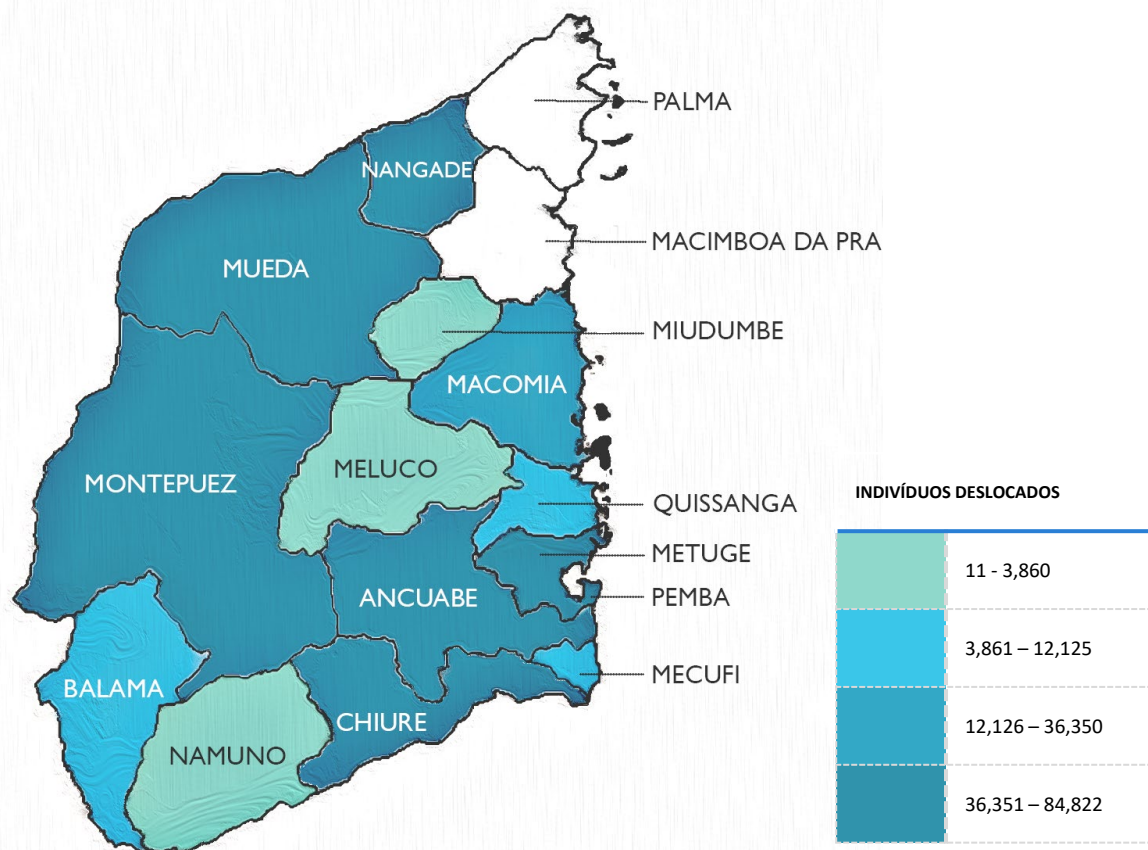 PALMA
NANGADE
MACIMBOA DA PRA
MUEDA
MIUDUMBE
MACOMIA
MELUCO
MONTEPUEZ
QUISSANGA
METUGE
ANCUABE
PEMBA
MECUFI
BALAMA
CHIURE
NAMUNO
INDIVÍDUOS DESLOCADOS
11 - 3,860
3,861 – 12,125
12,126 – 36,350
36,351 – 84,822